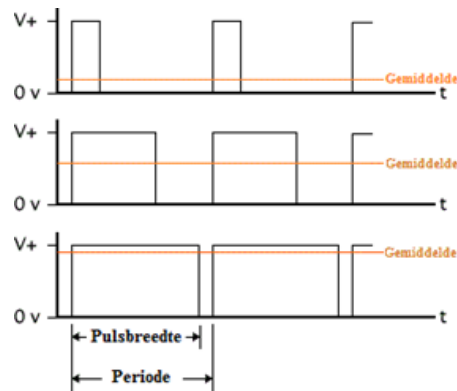 V+
Gemiddelde
0 v
t
V+
Gemiddelde
0 v
t
V+
Gemiddelde
0 v
t
Pulsbreedte
Periode